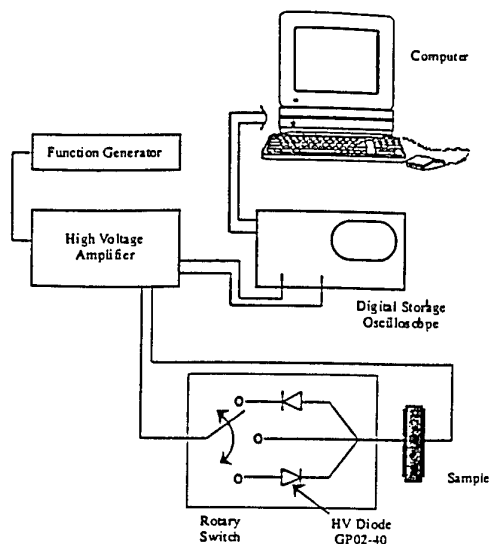 Computer
Function Generator
High Voltage
Amplifier
Digital Storage
Oscilloscope
Sample
Rotary
Switch
HV Diode
GP02-40